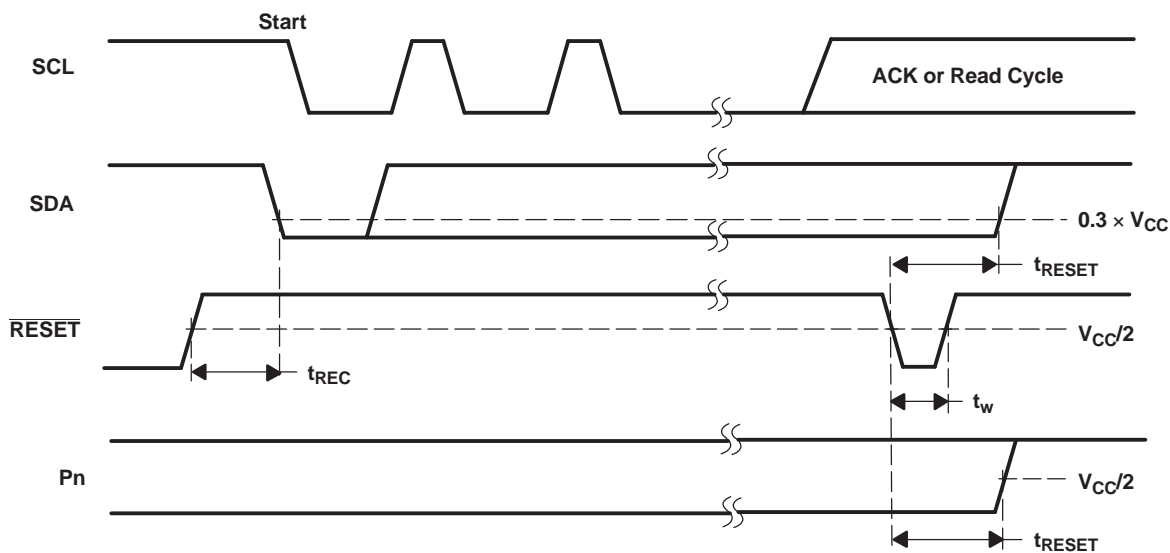 Start
SCL
ACK or Read Cycle
SDA
0.3 × VCC
tRESET
RESET
VCC/2
tREC
tw
Pn
VCC/2
tRESET